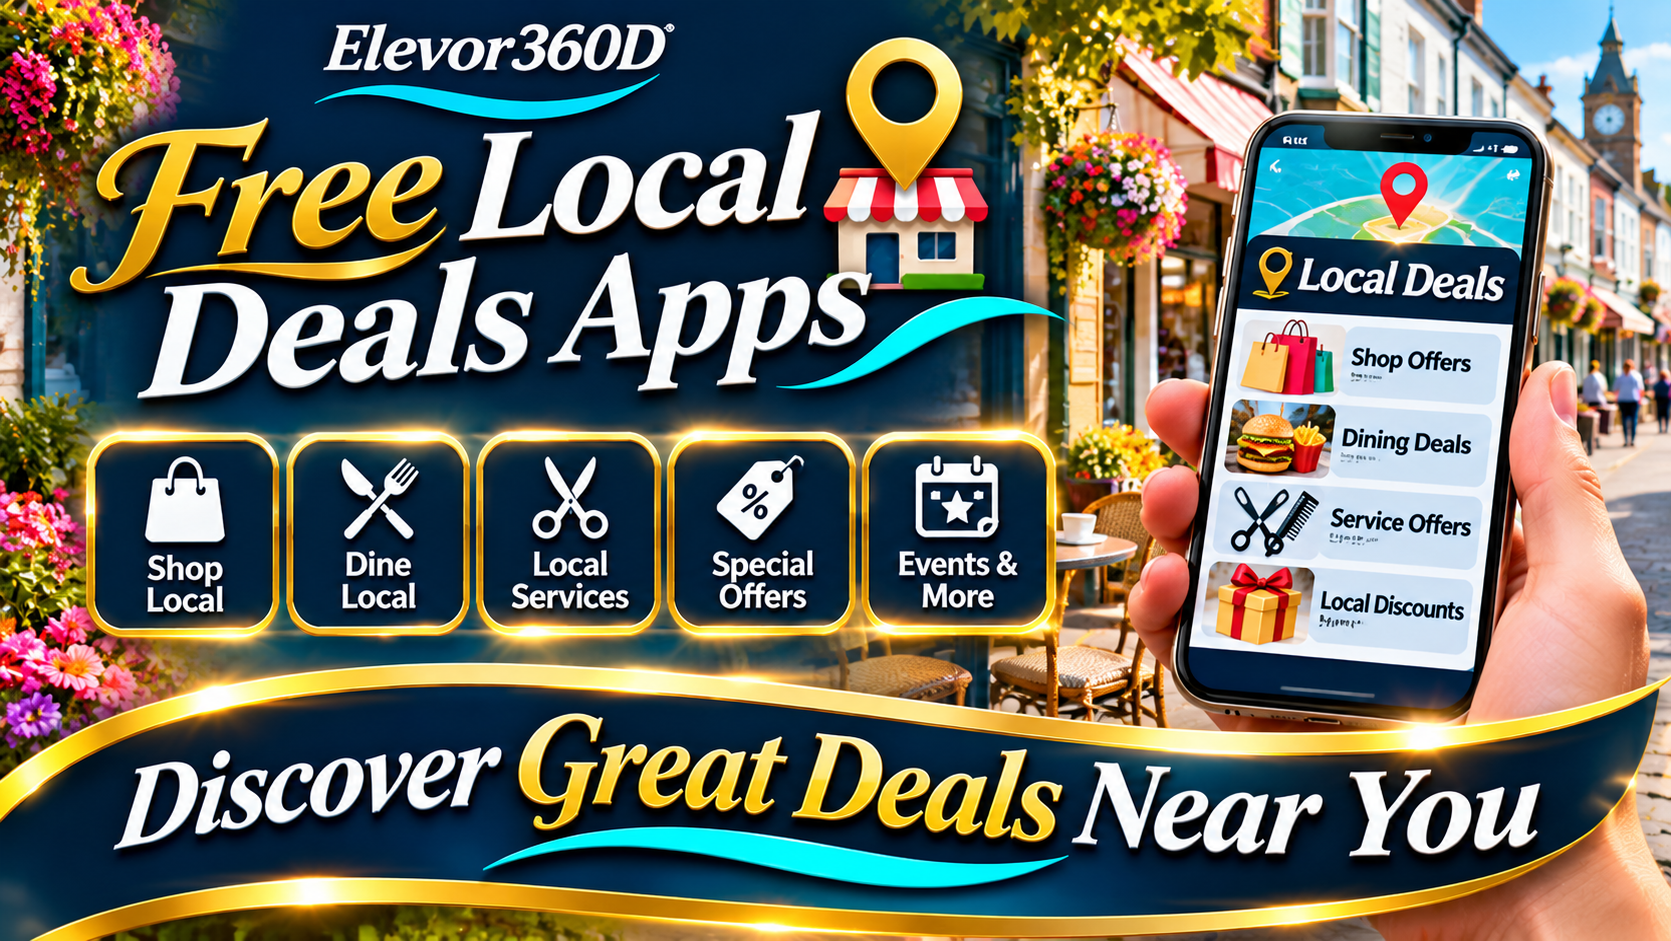 Elevor360D®
Free Local
Deals Apps
Shop
Local
Dine
Local
Local
Services
%
Special
Offers
Events &
More
Local Deals
Shop Offers
Dining Deals
Service Offers
Local Discounts
Discover Great Deals Near You